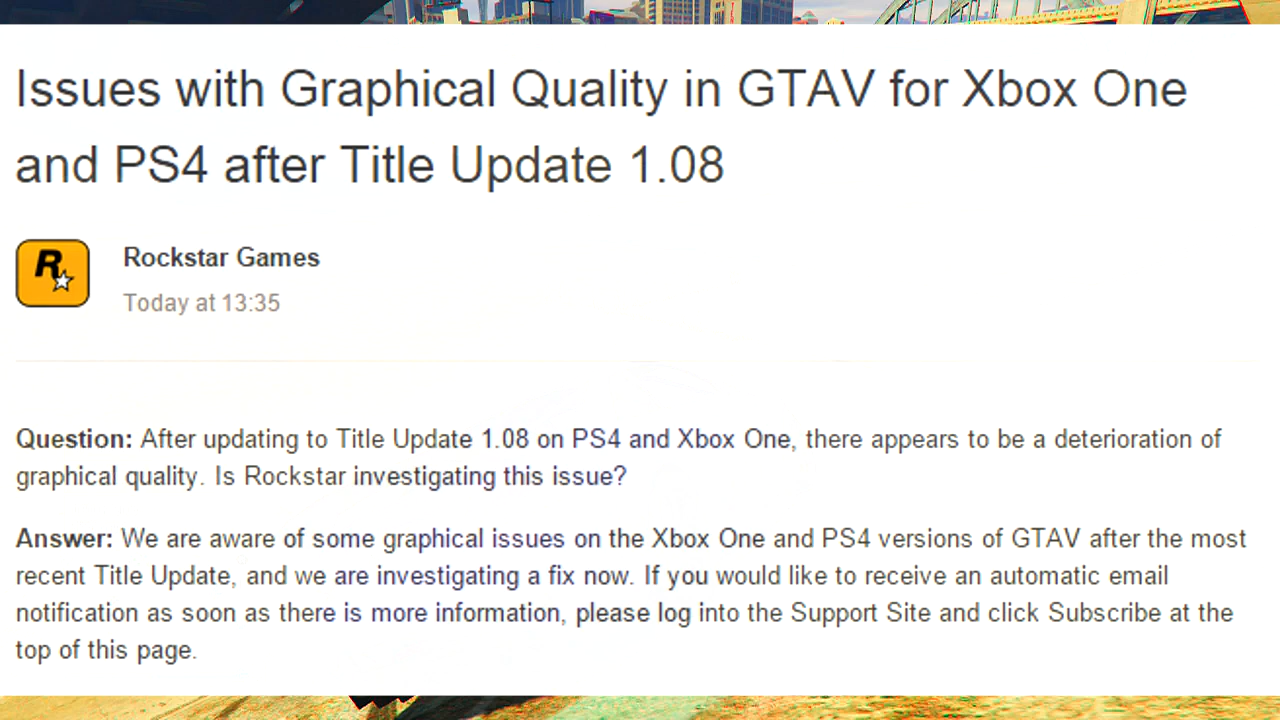 Issues with Graphical Quality in GTAV for Xbox One
and PS4 after Title Update 1.08
R
Rockstar Games
Today at 13:35
Question: After updating to Title Update 1.08 on PS4 and Xbox One, there appears to be a deterioration of
graphical quality. Is Rockstar investigating this issue?
Answer: We are aware of some graphical issues on the Xbox One and PS4 versions of GTAV after the most
recent Title Update, and we are investigating a fix now. If you would like to receive an automatic email
notification as soon as there is more information, please log into the Support Site and click Subscribe at the
top of this page.